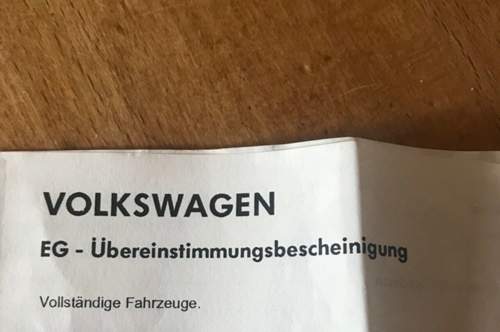 VOLKSWAGEN
EG - Übereinstimmungsbescheinigung
Vollständige Fahrzeuge.